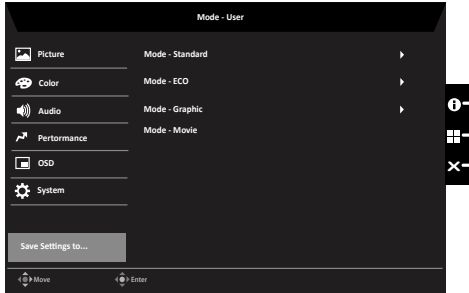 Mode - User
Picture
Color
Audio
Pertormance
OSD
System
Save Settings to...
Mode - Standard
Mode - ECO
Mode - Graphic
Mode - Movie
Move
Enter